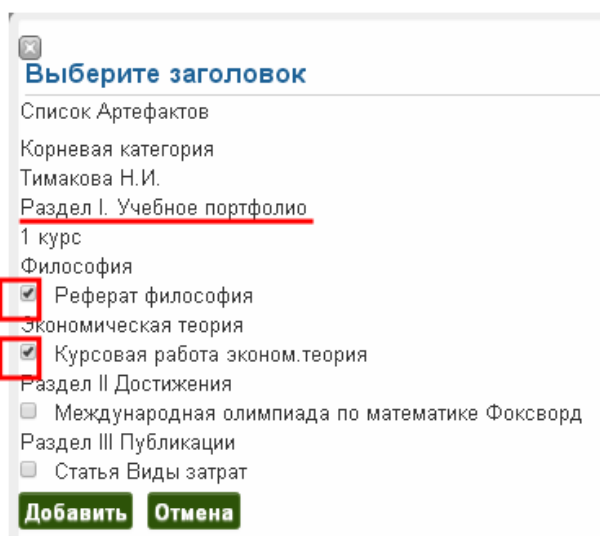 Выберите заголовок
Список Артефактов
Корневая категория
Тимакова Н.И.
Раздел I. Учебное портфолио
1 курс
Философия
Реферат философия
Экономическая теория
Курсовая работа эконом.теория
Раздел II Достижения
Международная олимпиада по математике Фоксворд
Раздел III Публикации
Статья Виды затрат
Добавить Отмена